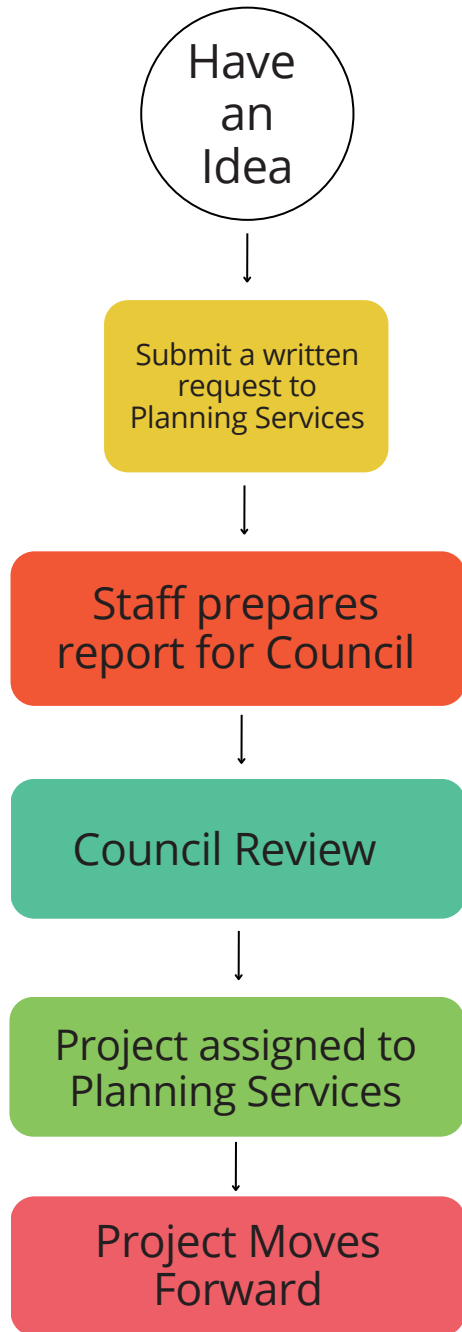 Have
an
Idea
Submit a written
request to
Planning Services
Staff prepares
report for Council
Council Review
Project assigned to
Planning Services
Project Moves
Forward